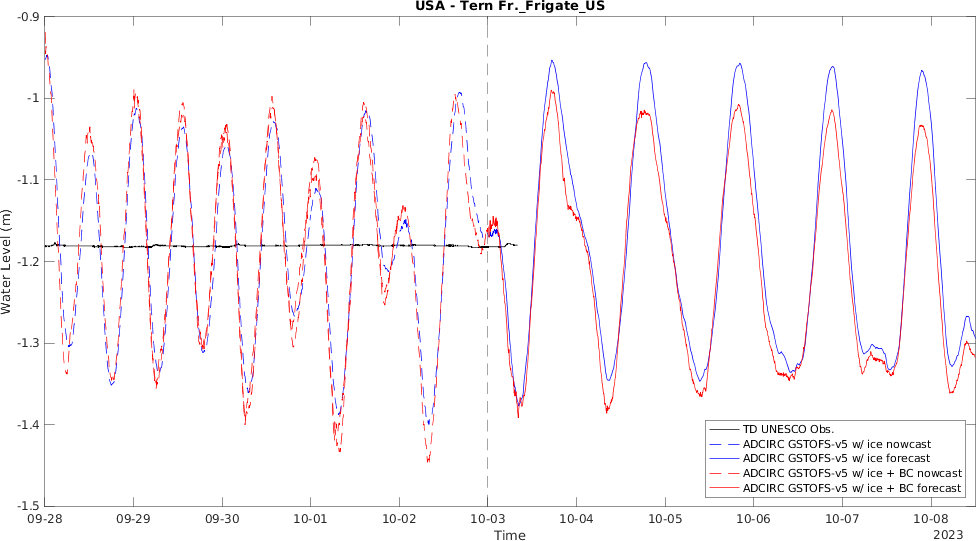 USA - Tern Fr._Frigate_US
-0.9
-1
-1.1
-1.2
-1.3
-1.4
-1.5
Water Level (m)
TD UNESCO Obs.
ADCIRC GSTOFS-v5 w/ ice nowcast
ADCIRC GSTOFS-v5 w/ ice forecast
ADCIRC GSTOFS-v5 w/ ice + BC nowcast
ADCIRC GSTOFS-v5 w/ ice + BC forecast
09-28 09-29 09-30 10-01 10-02 10-03 10-04 10-05 10-06 10-07 10-08
Time
2023